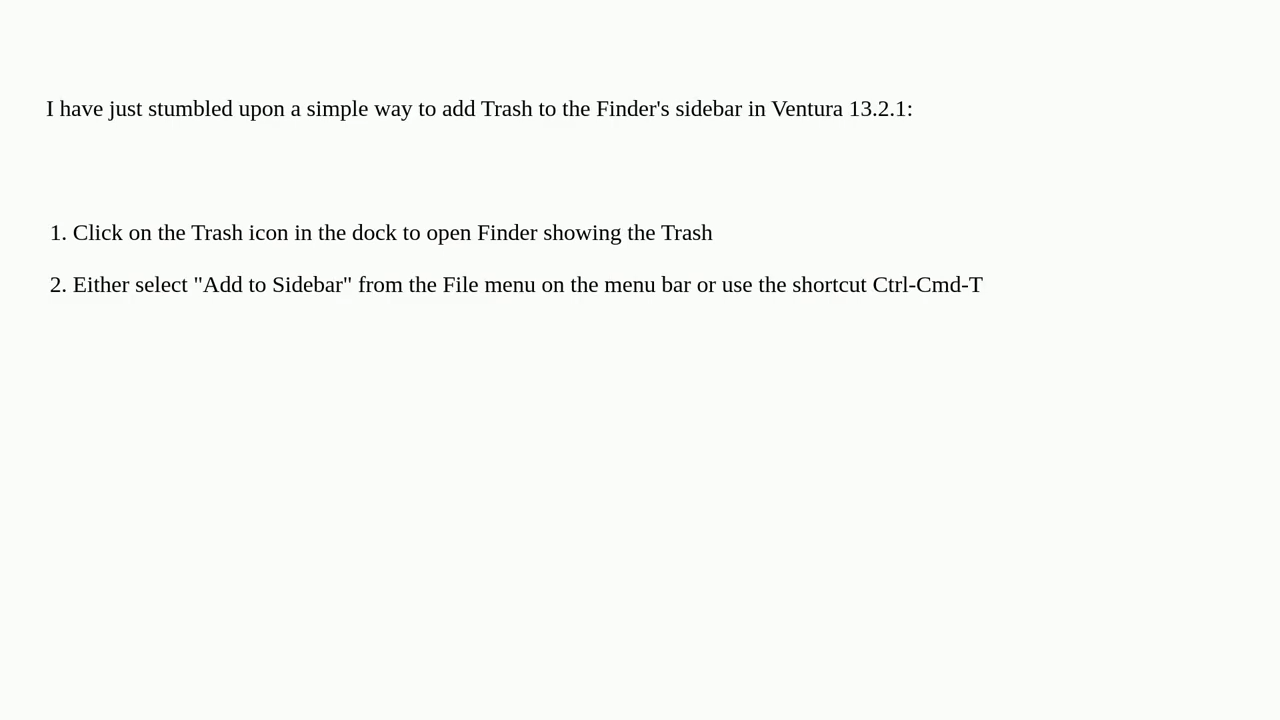 I have just stumbled upon a simple way to add Trash to the Finder's sidebar in Ventura 13.2.1:
1. Click on the Trash icon in the dock to open Finder showing the Trash
2. Either select "Add to Sidebar" from the File menu on the menu bar or use the shortcut Ctrl-Cmd-T